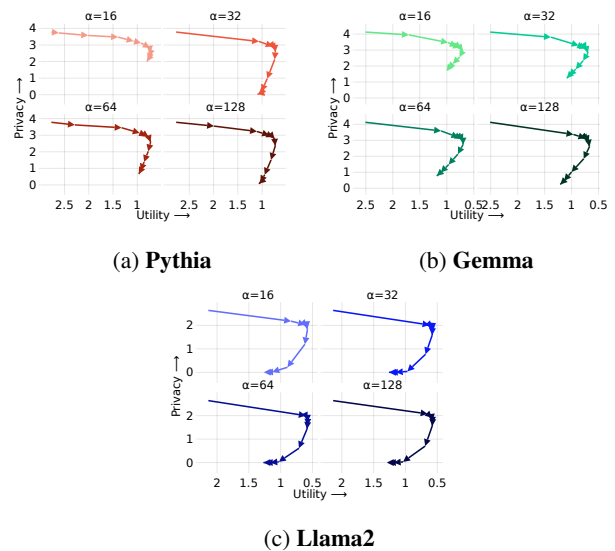 α=16 α=32
4
3
2
1
0
α=64 α=128
4
3
2
1
0
Privacy ⟶
2.5 2 1.5 1 2.5 2 1.5 1
Utility ⟶
(a) Pythia
α=16 α=32
4
3
2
1
0
α=64 α=128
4
3
2
1
0
Privacy ⟶
2.5 2 1.5 1 0.5 2.5 2 1.5 1 0.5
Utility ⟶
(b) Gemma
α=16 α=32
2
1
0
α=64 α=128
2
1
0
Privacy ⟶
2 1.5 1 0.5 2 1.5 1 0.5
Utility ⟶
(c) Llama2